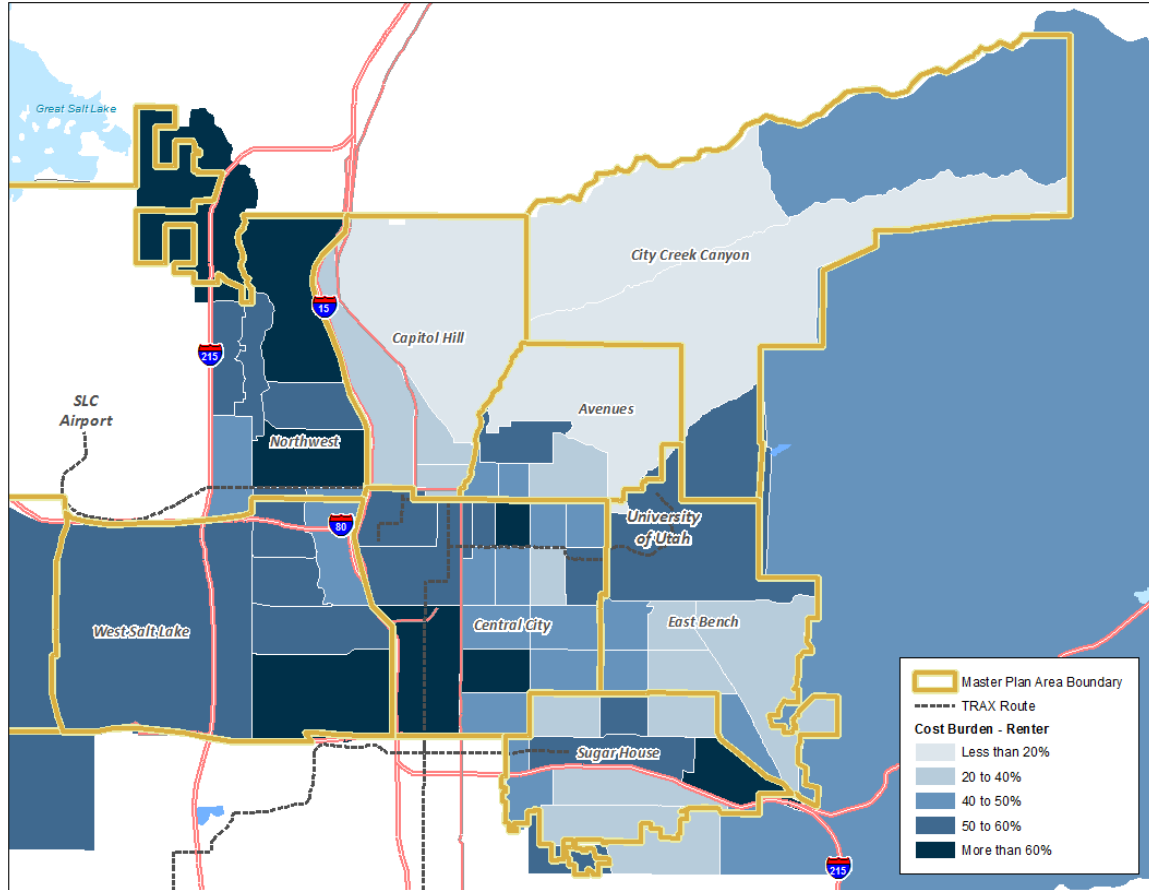 Great Salt Lake
City Creek Canyon
15
Capitol Hill
215
SLC
Airport
Avenues
Northwest
80
University
of Utah
West Salt Lake
Central City
East Bench
Sugar House
215
Master Plan Area Boundary
TRAX Route
Cost Burden - Renter
Less than 20%
20 to 40%
40 to 50%
50 to 60%
More than 60%